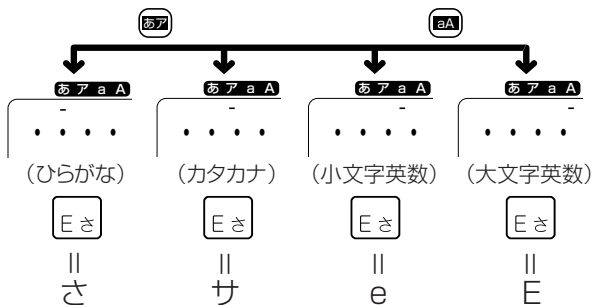 あア aA
あアaA あアaA あアaA あアaA
(ひらがな) (カタカナ) (小文字英数) (大文字英数)
Eさ Eさ Eさ Eさ
= = = =
さ サ e E